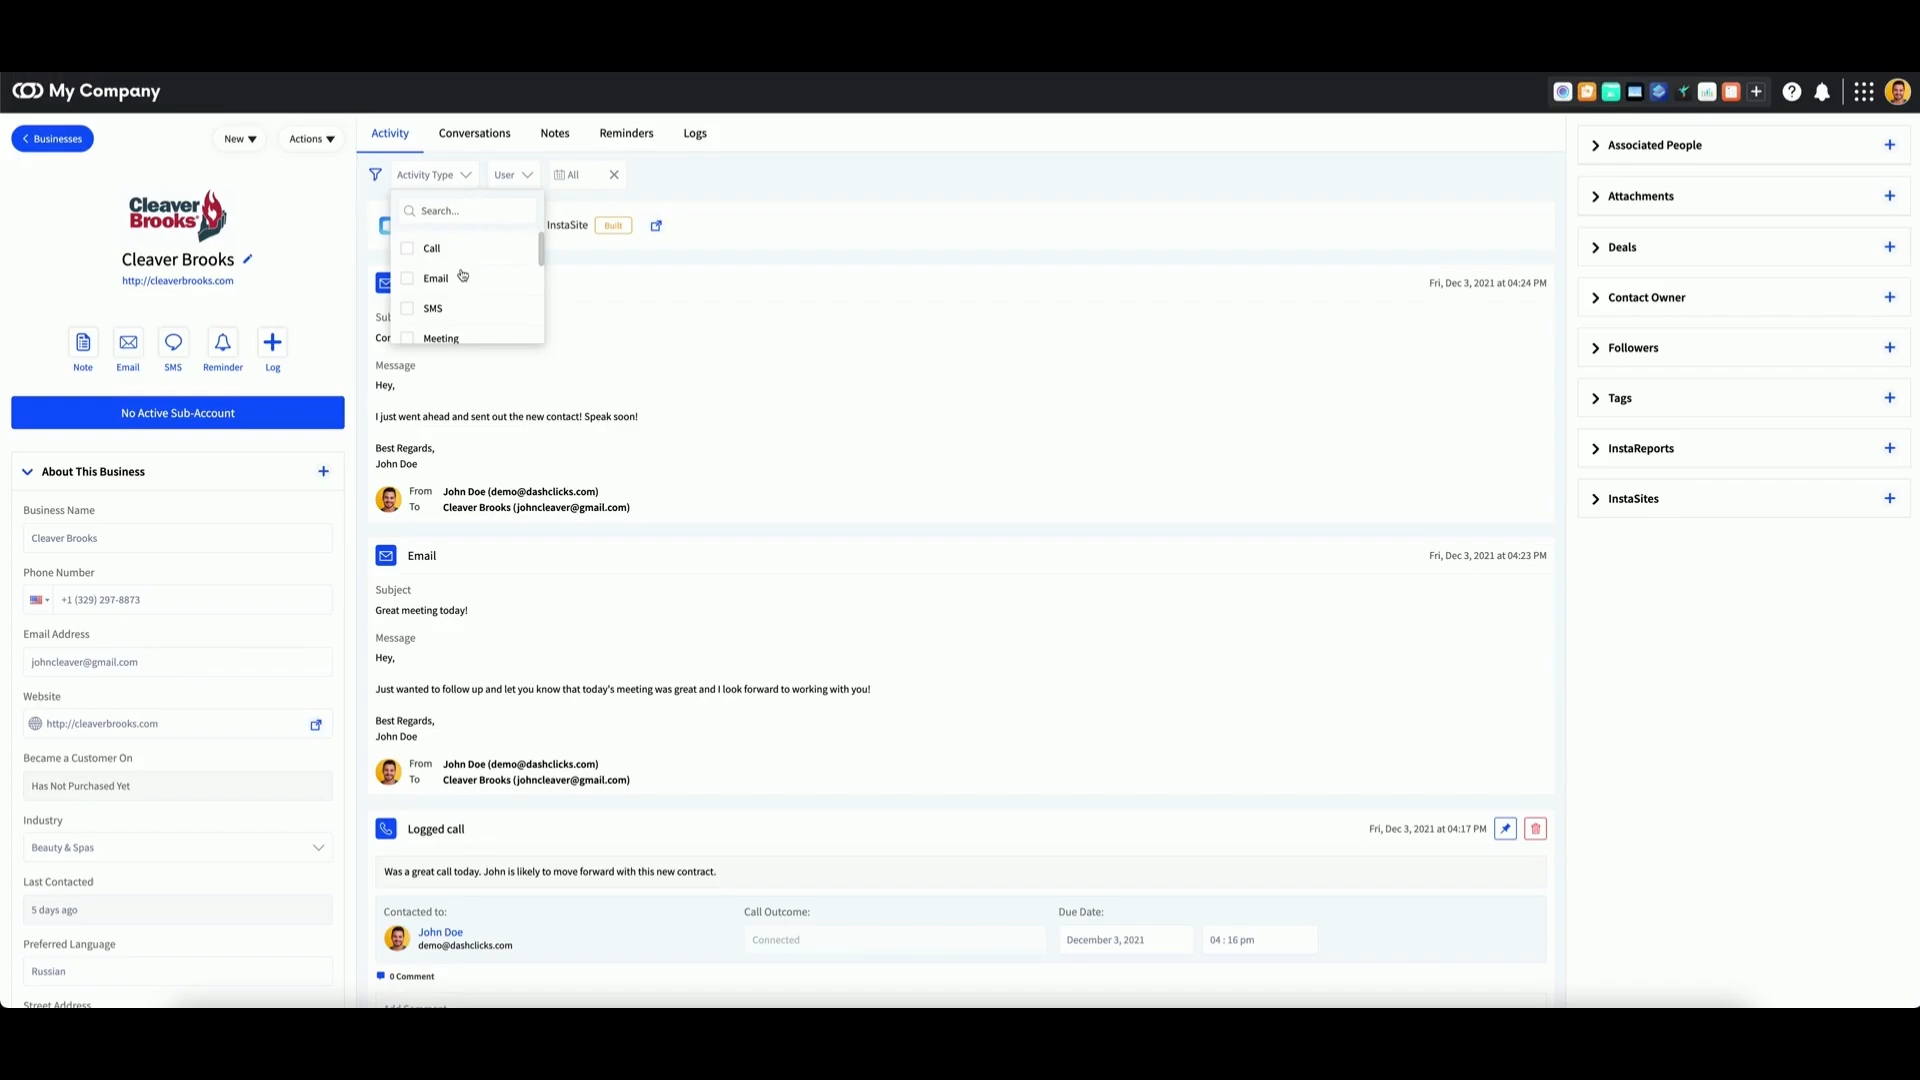 My Company
Businesses
New
Actions
Cleaver
Brooks
Cleaver Brooks
http://cleaverbrooks.com
Note
Email
SMS
Reminder
Log
No Active Sub-Account
About This Business
Business Name
Cleaver Brooks
Phone Number
+1 (329) 297-8873
Email Address
johncleaver@gmail.com
Website
http://cleaverbrooks.com
Became a Customer On
Has Not Purchased Yet
Industry
Beauty & Spas
Last Contacted
5 days ago
Preferred Language
Russian
Street Address
Activity
Conversations
Notes
Reminders
Logs
Activity Type
User
All
Search...
Call
Email
SMS
Meeting
InstaSite
Built
Fri, Dec 3, 2021 at 04:24 PM
Message
Hey,
I just went ahead and sent out the new contact! Speak soon!
Best Regards,
John Doe
From John Doe (demo@dashclicks.com)
To Cleaver Brooks (johncleaver@gmail.com)
Email
Fri, Dec 3, 2021 at 04:23 PM
Subject
Great meeting today!
Message
Hey,
Just wanted to follow up and let you know that today's meeting was great and I look forward to working with you!
Best Regards,
John Doe
From John Doe (demo@dashclicks.com)
To Cleaver Brooks (johncleaver@gmail.com)
Logged call
Fri, Dec 3, 2021 at 04:17 PM
Was a great call today. John is likely to move forward with this new contract.
Contacted to:
John Doe
demo@dashclicks.com
Call Outcome:
Connected
Due Date:
December 3, 2021
04 : 16 pm
0 Comment
Associated People
Attachments
Deals
Contact Owner
Followers
Tags
InstaReports
InstaSites